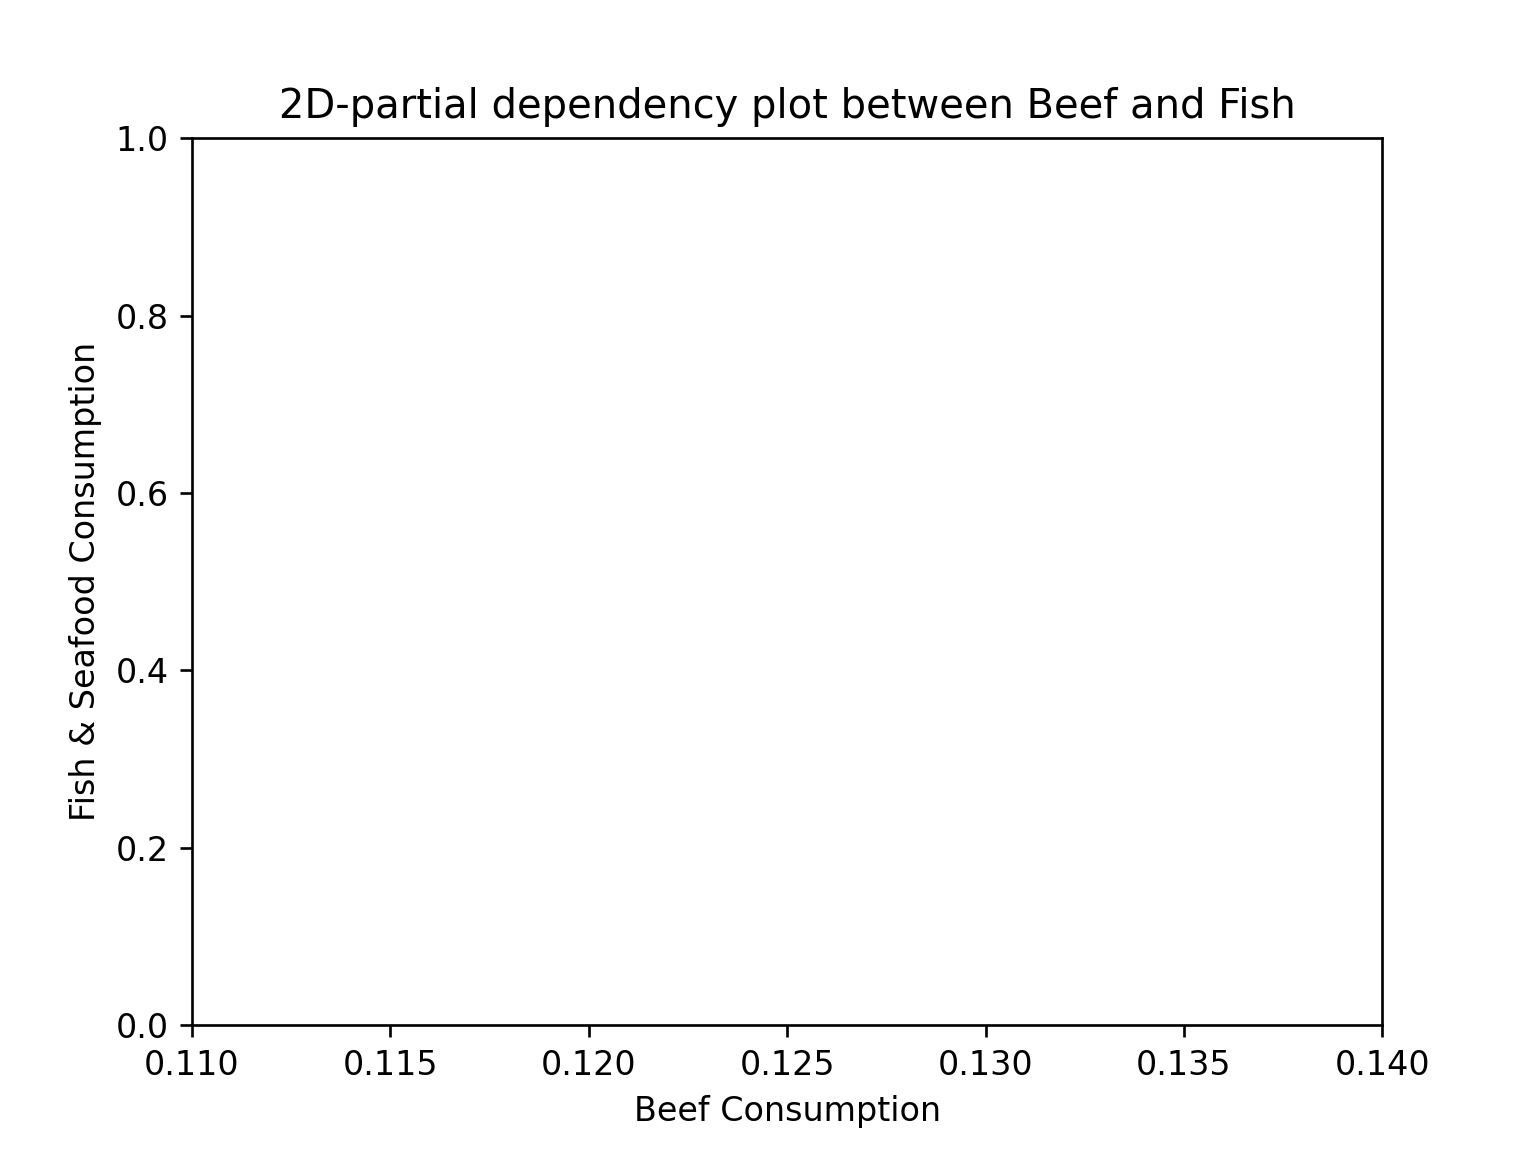 2D-partial dependency plot between Beef and Fish
1.0
0.8
0.6
0.4
0.2
0.0
Fish & Seafood Consumption
0.110 0.115 0.120 0.125 0.130 0.135 0.140
Beef Consumption